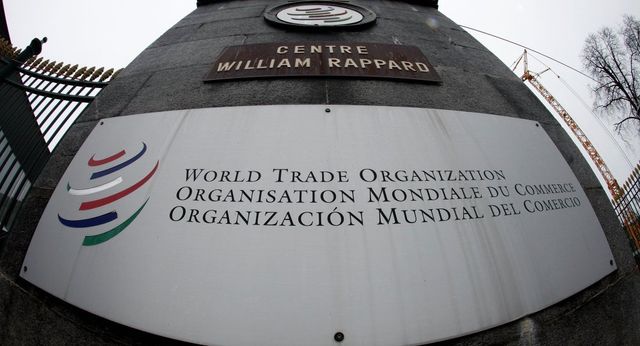 CENTRE
WILLIAM RAPPARD
WORLD TRADE ORGANIZATION
ORGANISATION MONDIALE DU COMMERCE
ORGANIZACIÓN MUNDIAL DEL COMERCIO